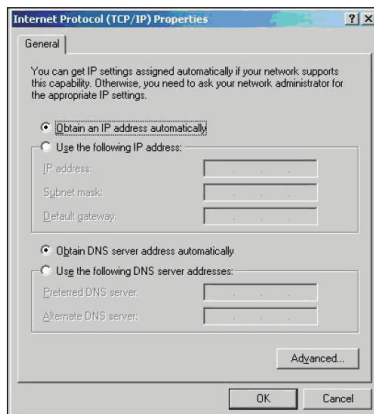 Internet Protocol (TCP/IP) Properties
General
You can get IP settings assigned automatically if your network supports
this capability. Otherwise, you need to ask your network administrator for
the appropriate IP settings.
Obtain an IP address automatically
Use the following IP address:
IP address:
Subnet mask:
Default gateway:
Obtain DNS server address automatically
Use the following DNS server addresses:
Preferred DNS server:
Alternate DNS server:
Advanced...
OK
Cancel